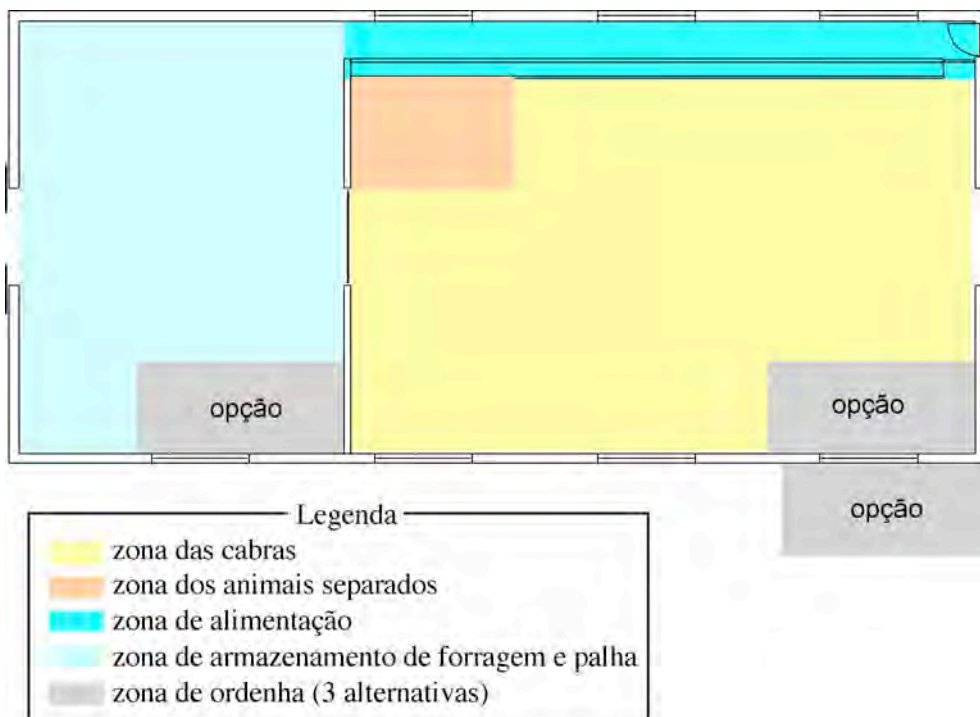 opção
opção
opção
Legenda
zona das cabras
zona dos animais separados
zona de alimentação
zona de armazenamento de forragem e palha
zona de ordenha (3 alternativas)